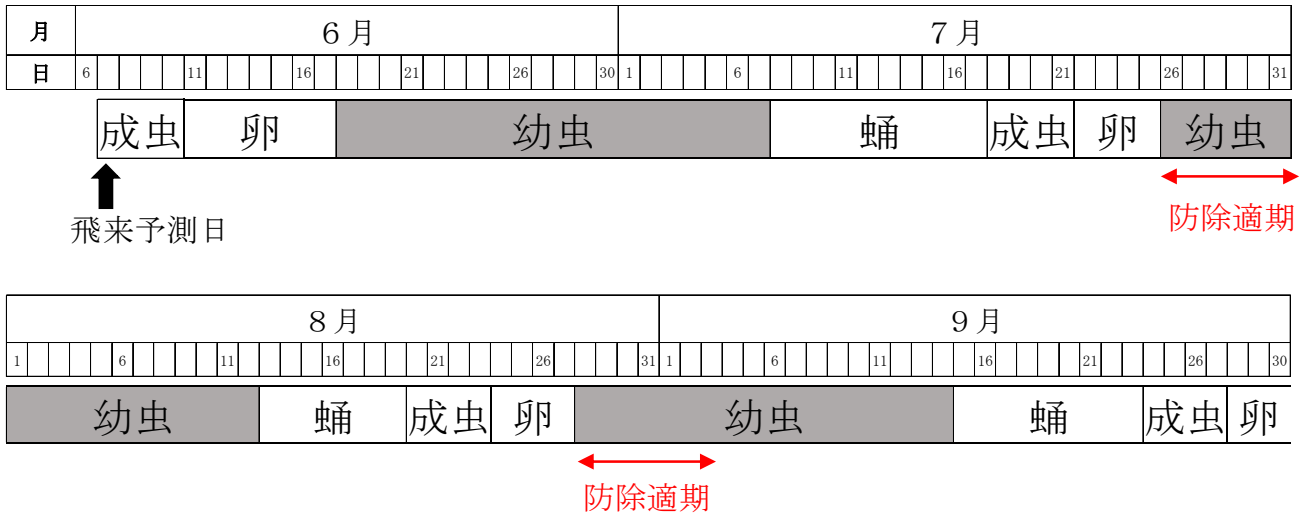 月 6月 7月
日 6 11 16 21 26 30 1 6 11 16 21 26 31
成虫 卵 幼虫 蛹 成虫 卵 幼虫
飛来予測日
防除適期
8月 9月
1 6 11 16 21 26 31 1 6 11 16 21 26 30
幼虫 蛹 成虫 卵 幼虫 蛹 成虫 卵
防除適期